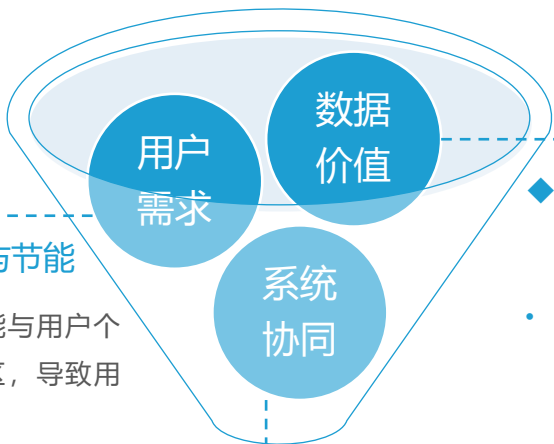 数据
价值
用户
需求
与节能
系统
协同
能与用户个
区，导致用